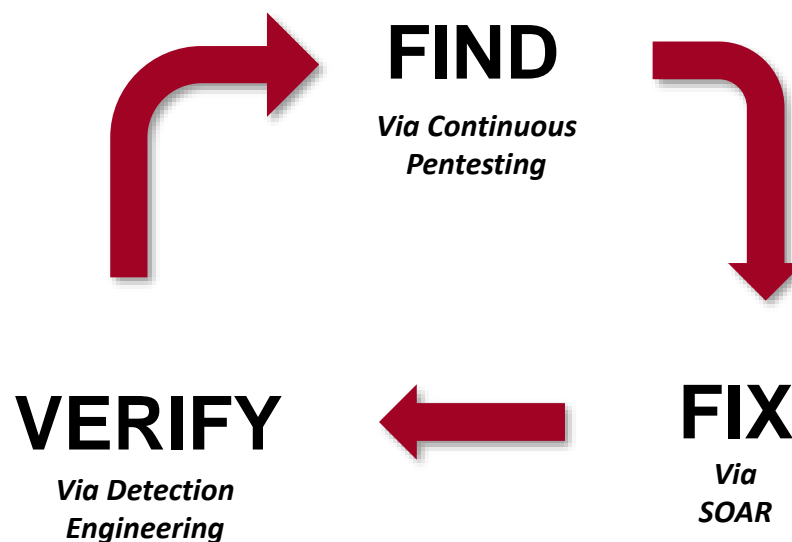 FIND
Via Continuous
Pentesting
VERIFY
Via Detection
Engineering
FIX
Via
SOAR